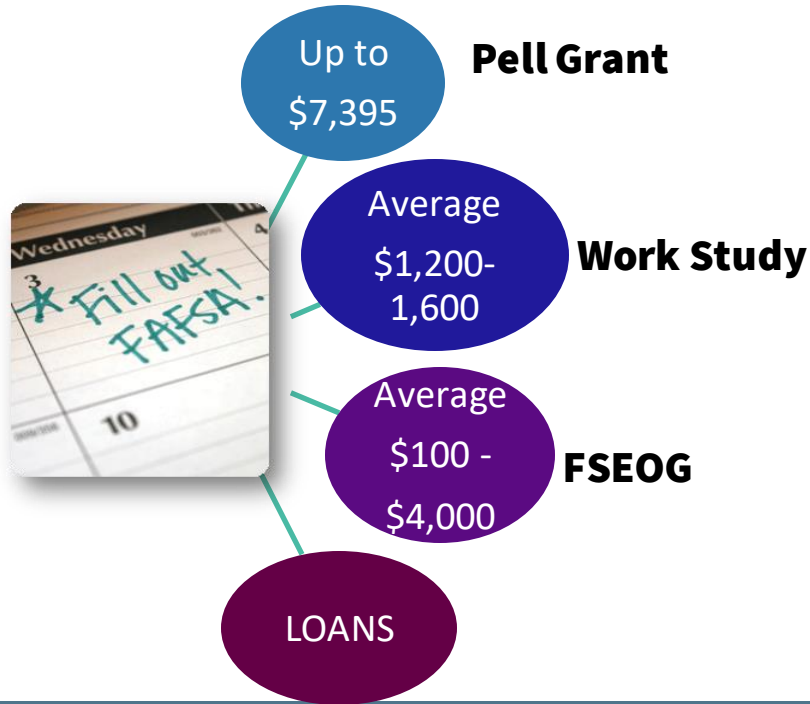 Up to
$7,395
Pell Grant
Average
$1,200-
1,600
Work Study
Wednesday
3
4
Fill out
FAFSA!
10
Average
$100 -
$4,000
FSEOG
LOANS